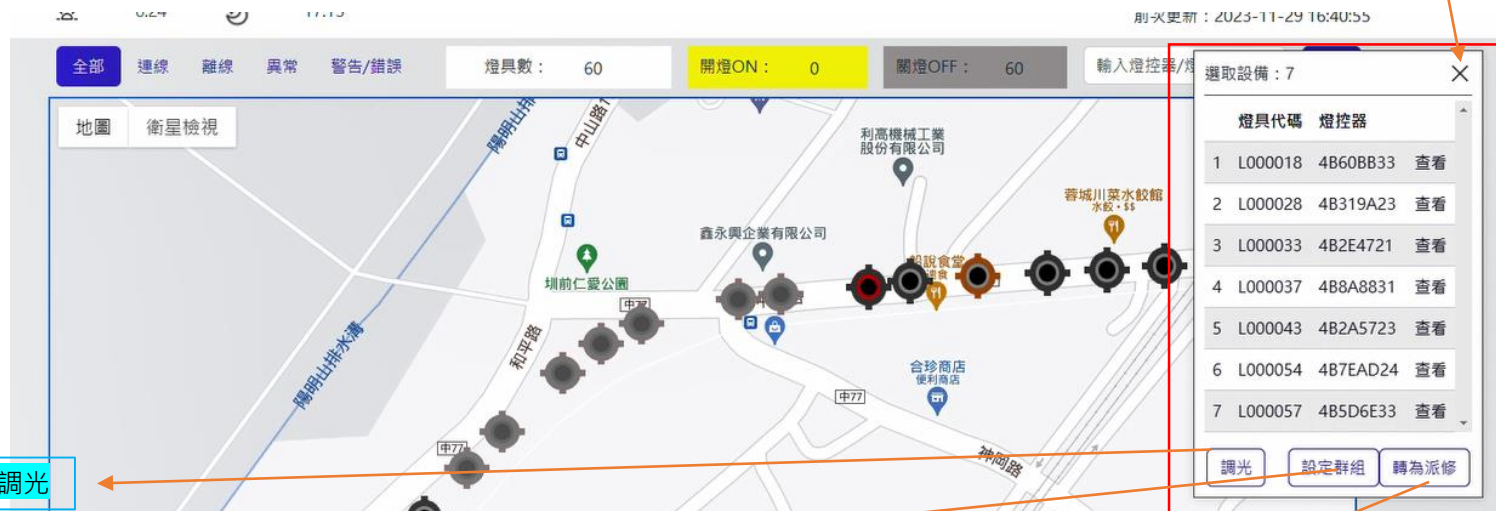 6.24
17.15
前次更新：2023-11-29 16:40:55
全部 連線 離線 異常 警告/錯誤
燈具數： 60
開燈ON： 0
關燈OFF： 60
輸入燈控器/燈
選取設備：7
燈具代碼 燈控器
1 L000018 4B60BB33 查看
2 L000028 4B319A23 查看
3 L000033 4B2E4721 查看
4 L000037 4B8A8831 查看
5 L000043 4B2A5723 查看
6 L000054 4B7EAD24 查看
7 L000057 4B5D6E33 查看
調光 設定群組 轉為派修
地圖 衛星檢視
陽明山排水
中山路1
利高機械工業
股份有限公司
蓉城川菜水餃館
水餃・$$
鑫永興企業有限公司
說食堂
圳前仁愛公園
中77
和平路
陽明山排水溝
合珍商店
便利商店
中77
中77
神岡路
調光